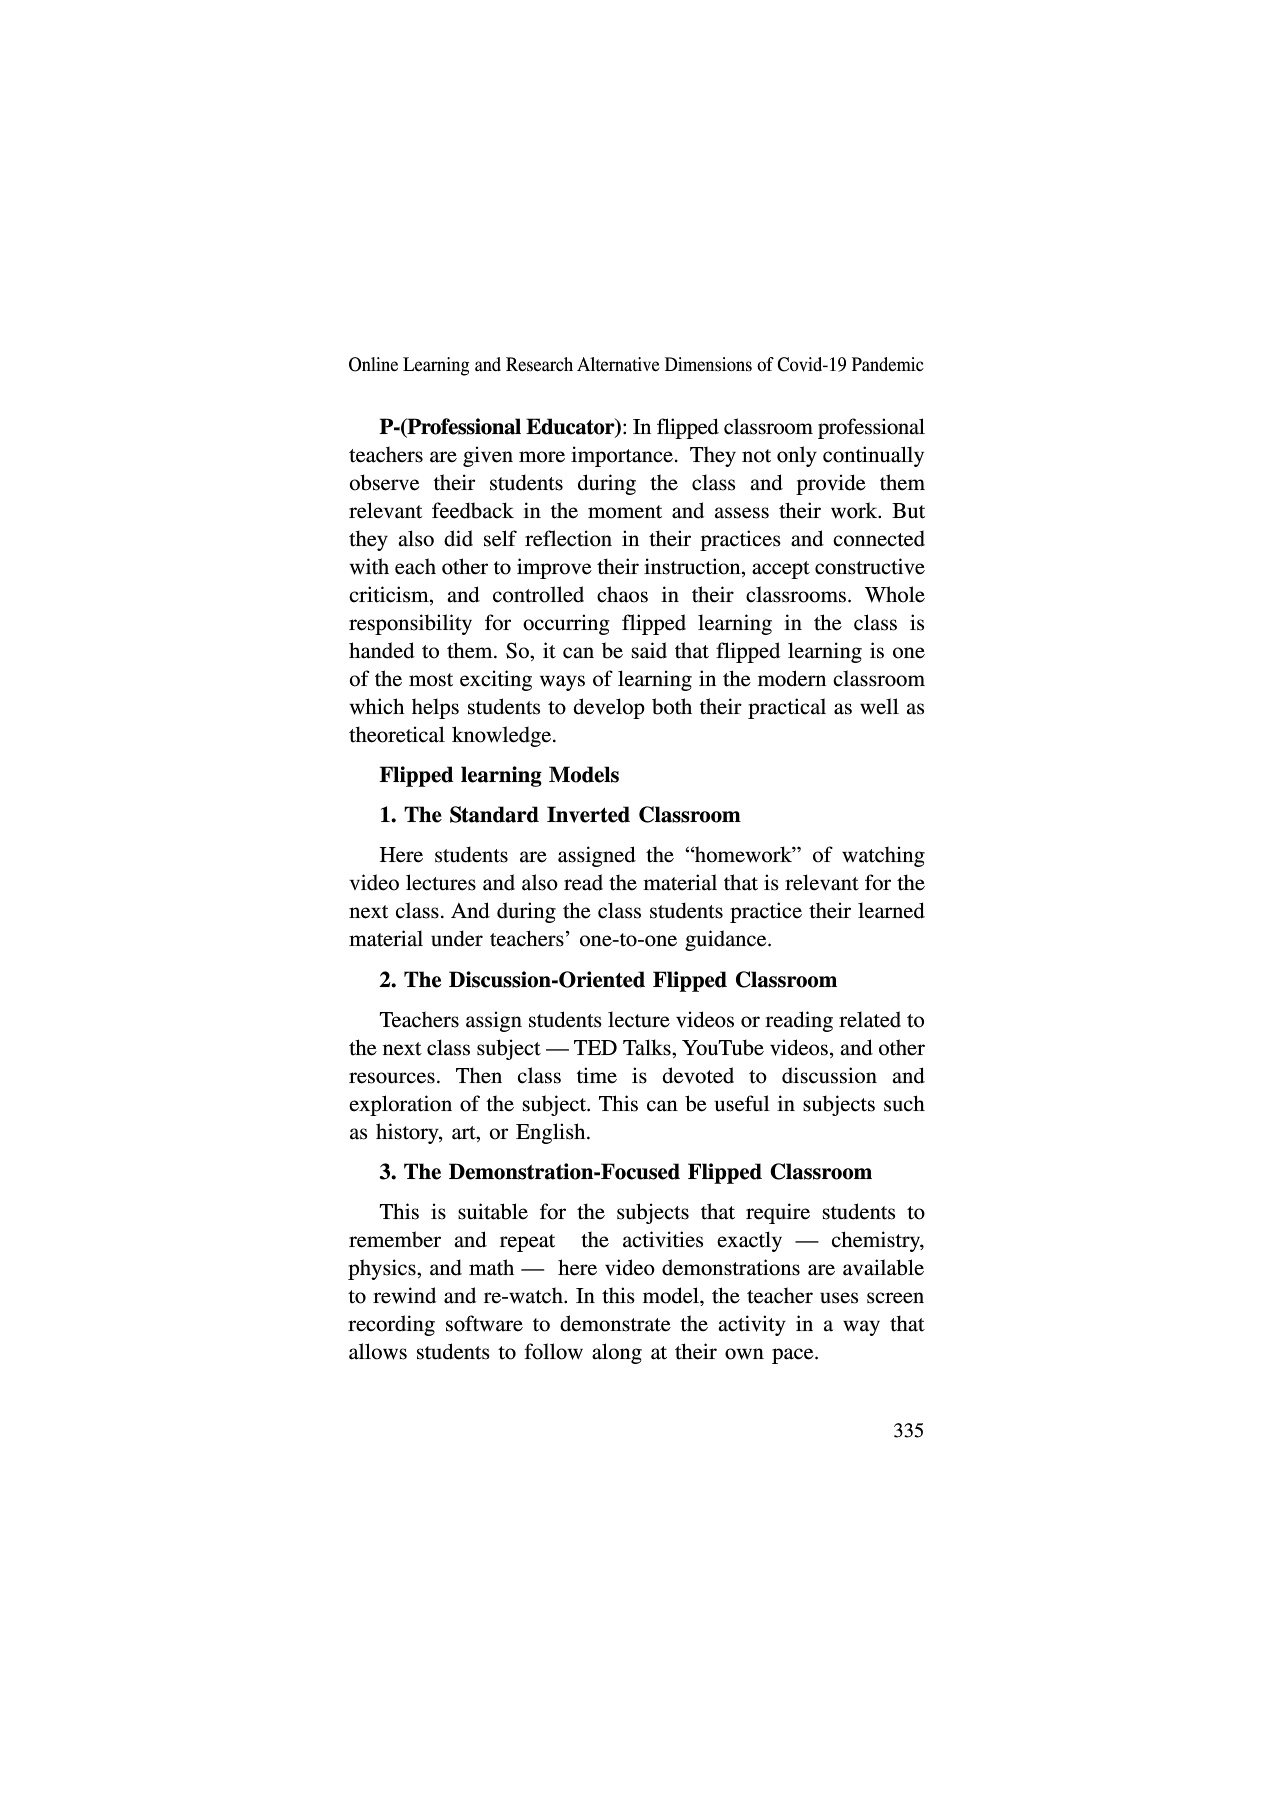 Online Learning and Research Alternative Dimensions of Covid-19 Pandemic
P-(Professional Educator): In flipped classroom professional
teachers are given more importance. They not only continually
observe their students during the class and provide them
relevant feedback in the moment and assess their work. But
they also did self reflection in their practices and connected
with each other to improve their instruction, accept constructive
criticism, and controlled chaos in their classrooms. Whole
responsibility for occurring flipped learning in the class is
handed to them. So, it can be said that flipped learning is one
of the most exciting ways of learning in the modern classroom
which helps students to develop both their practical as well as
theoretical knowledge.
Flipped learning Models
1. The Standard Inverted Classroom
Here students are assigned the “homework” of watching
video lectures and also read the material that is relevant for the
next class. And during the class students practice their learned
material under teachers’ one-to-one guidance.
2. The Discussion-Oriented Flipped Classroom
Teachers assign students lecture videos or reading related to
the next class subject — TED Talks, YouTube videos, and other
resources. Then class time is devoted to discussion and
exploration of the subject. This can be useful in subjects such
as history, art, or English.
3. The Demonstration-Focused Flipped Classroom
This is suitable for the subjects that require students to
remember and repeat the activities exactly — chemistry,
physics, and math — here video demonstrations are available
to rewind and re-watch. In this model, the teacher uses screen
recording software to demonstrate the activity in a way that
allows students to follow along at their own pace.
335